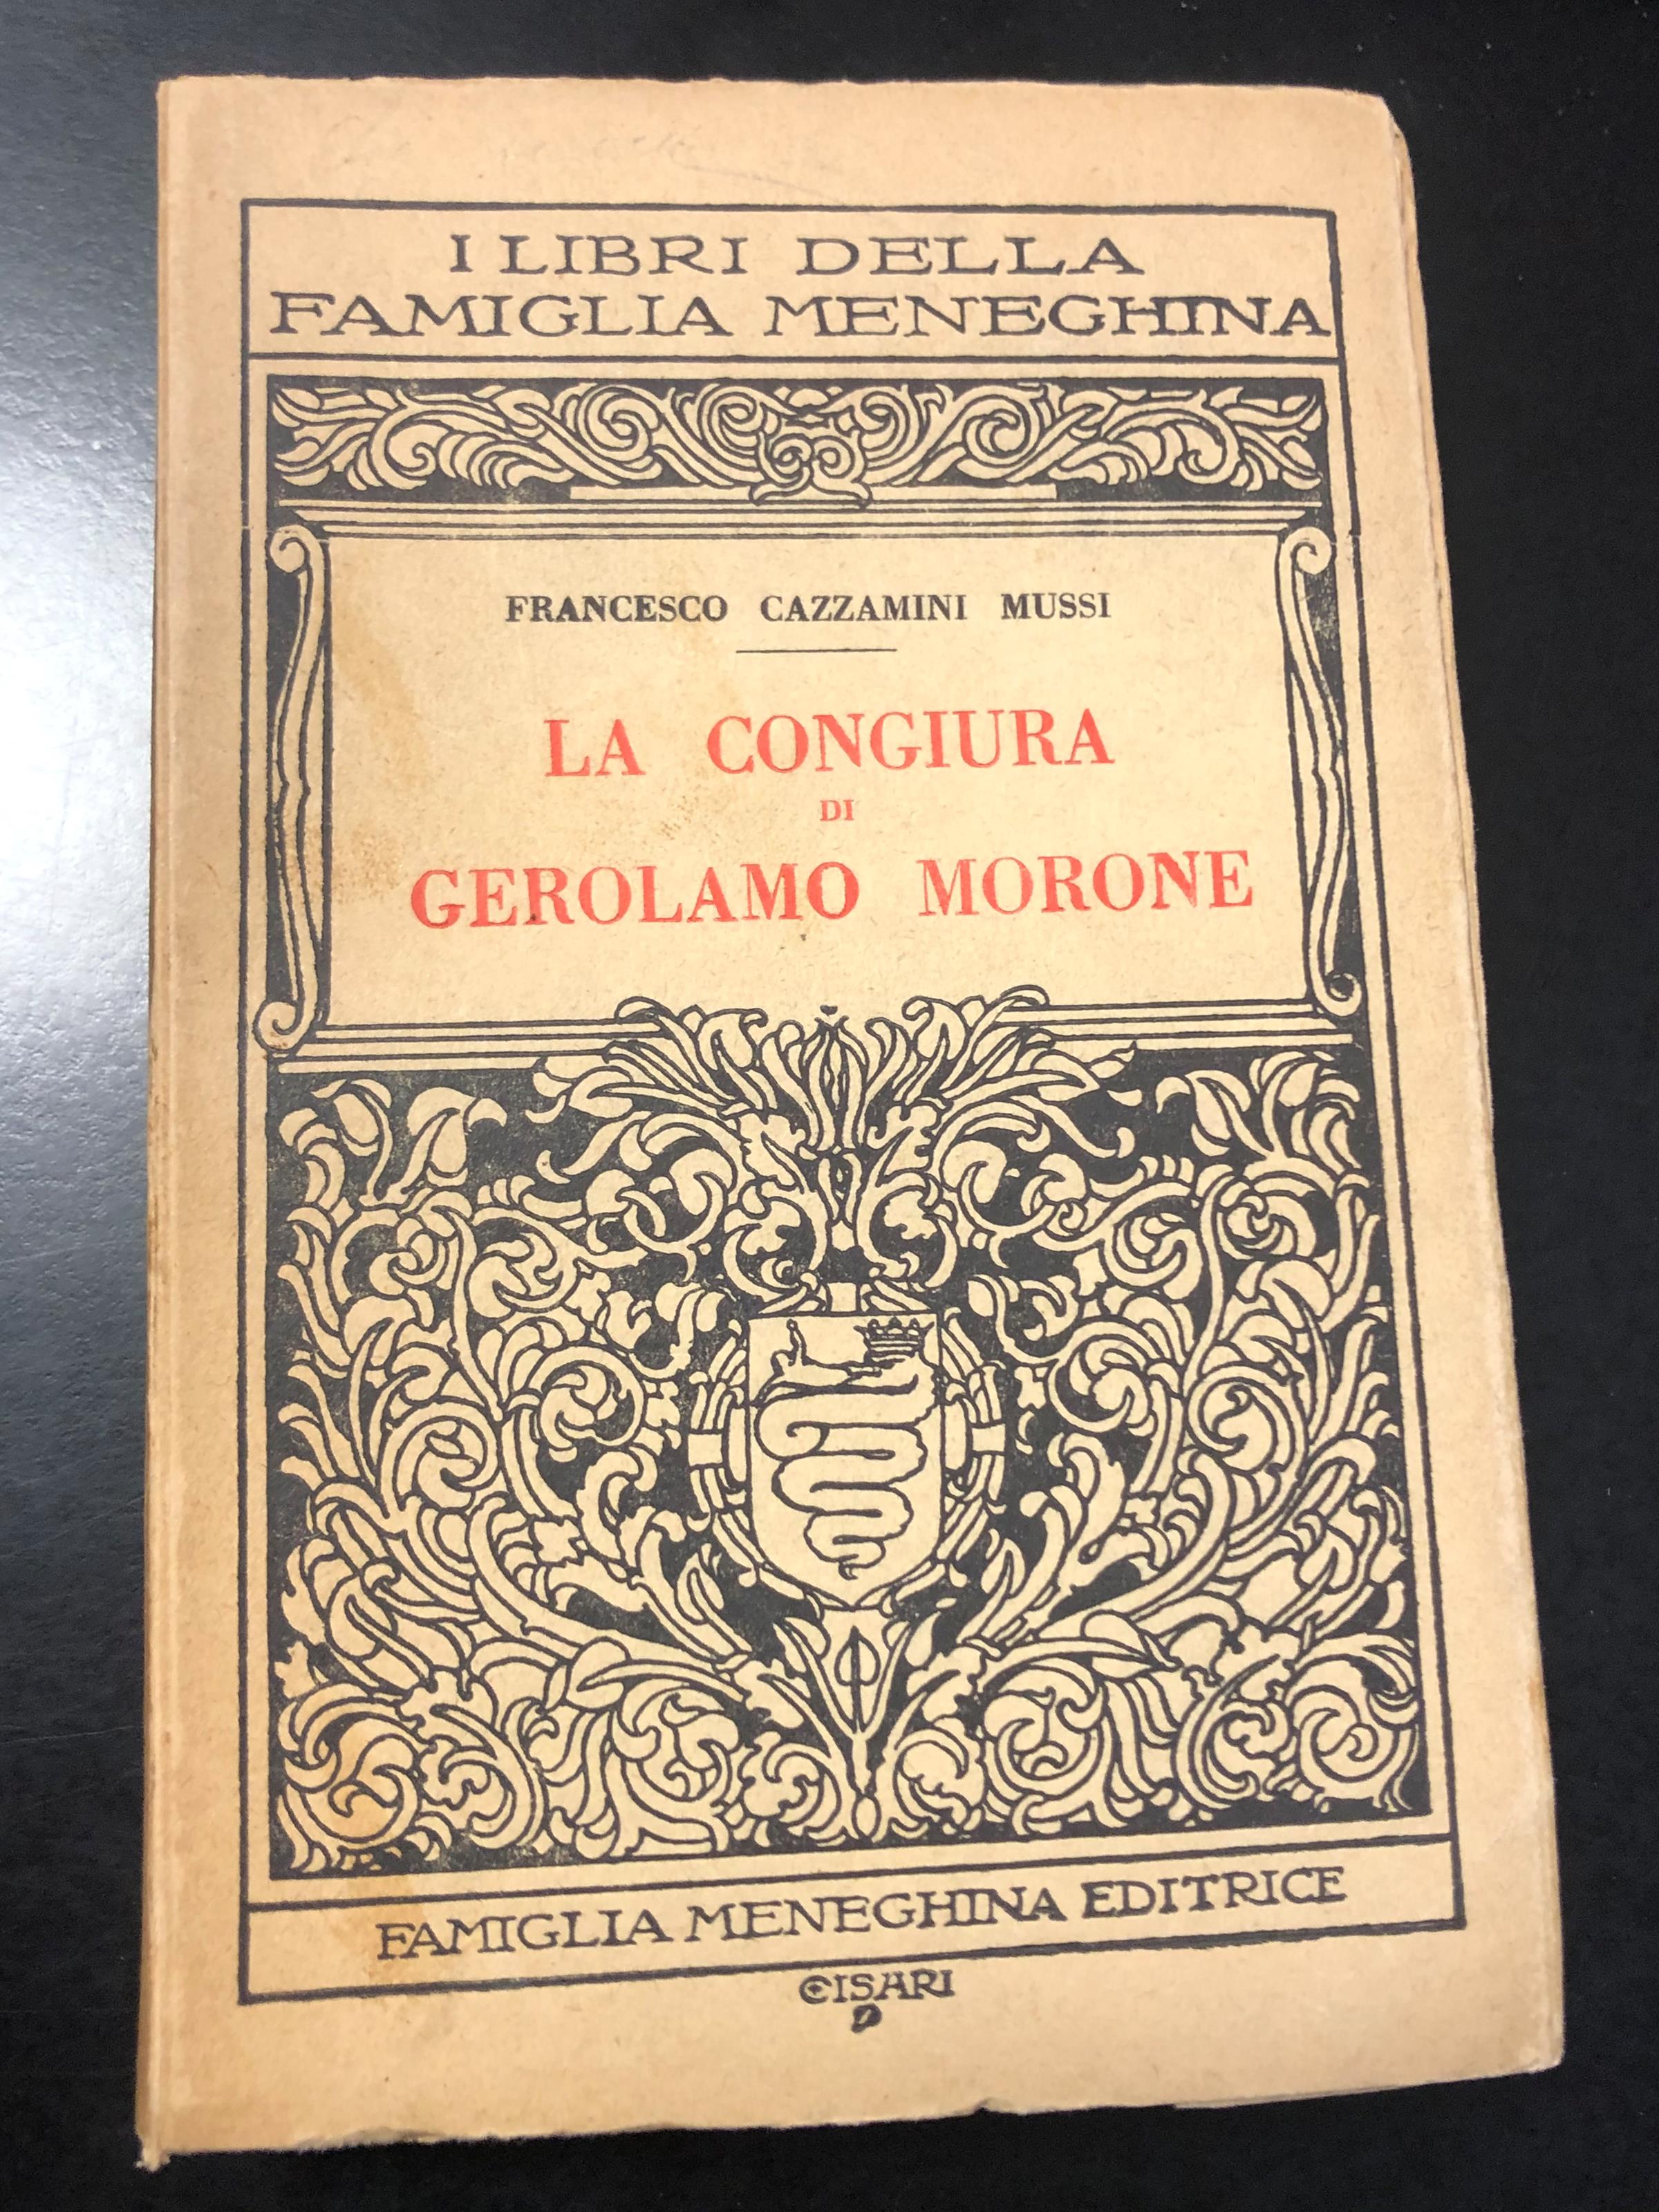 I LIBRI DELLA
FAMIGLIA MENEGHINA
FRANCESCO CAZZAMINI MUSSI
LA CONGIURA
DI
GEROLAMO MORONE
FAMIGLIA MENEGHINA EDITRICE
CISARI